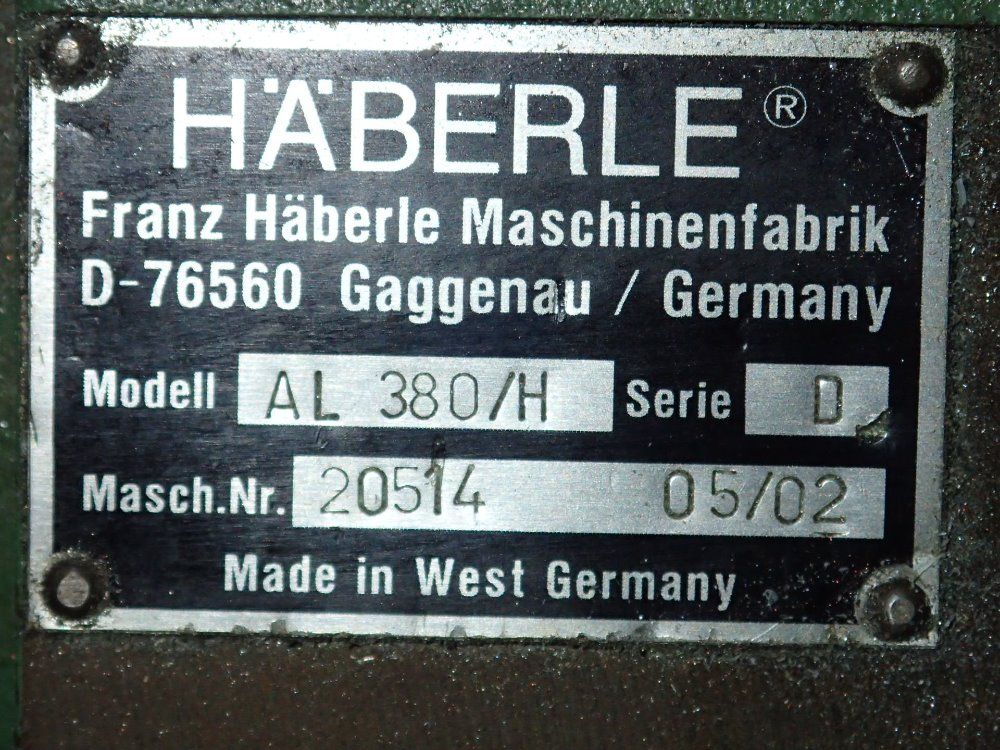 HÄBERLE®
Franz Häberle Maschinenfabrik
D-76560 Gaggenau / Germany
Modell AL 380/H Serie D
Masch.Nr. 20514 05/02
Made in West Germany